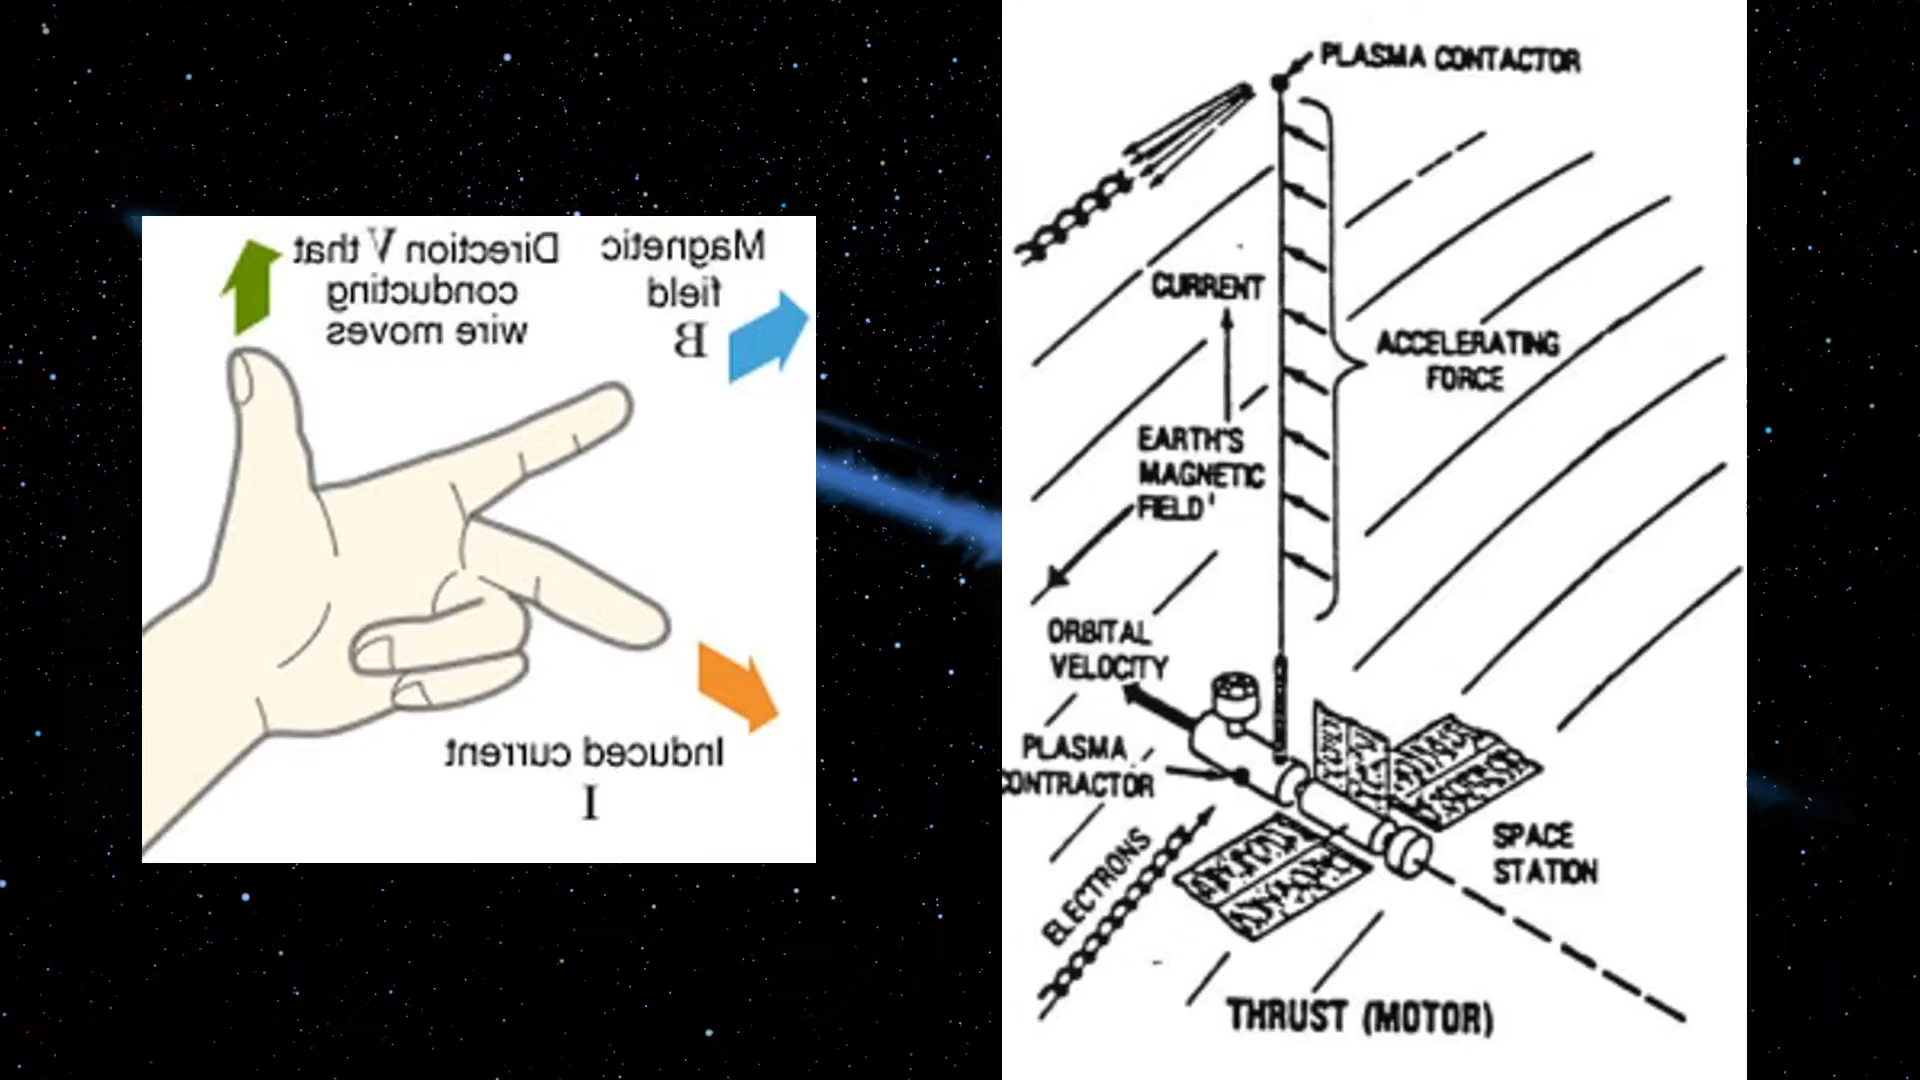 Direction V that
conducting
wire moves
Magnetic
field
B
Induced current
I
PLASMA CONTACTOR
CURRENT
ACCELERATING
FORCE
EARTH'S
MAGNETIC
FIELD'
ORBITAL
VELOCITY
PLASMA
CONTRACTOR
ELECTRONS
SPACE
STATION
THRUST (MOTOR)